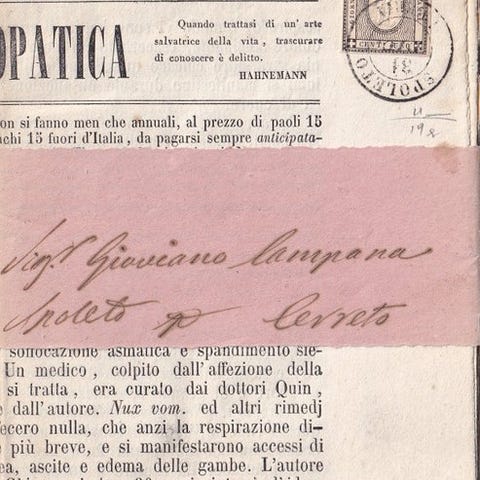 OPATICA
Quando trattasi di un' arte
salvatrice della vita , trascurare
di conoscere è delitto.
HAHNEMANN
CENT
SPOLETO
21
on si fanno men che annuali, al prezzo di paoli 15
chi 15 fuori d'Italia, da pagarsi sempre anticipata-
Sig.r Gioviano Campana
Spoleto p Cerreto
soffocazione asmatica e spandimento sie-
Un medico , colpito dall'affezione della
si tratta , era curato dai dottori Quin ,
e dall'autore. Nux vom. ed altri rimedj
fecero nulla, che anzi la respirazione di-
più breve, e si manifestarono accessi di
ea, ascite e edema delle gambe. L'autore